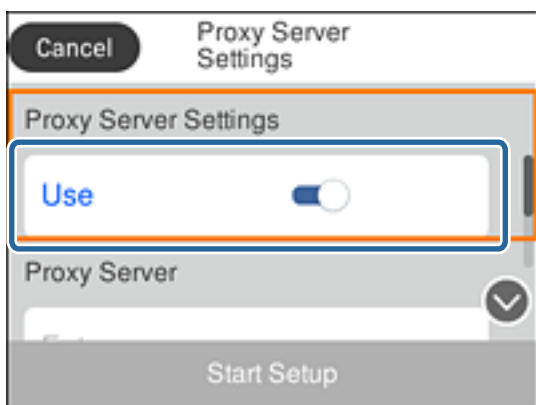 Cancel
Proxy Server
Settings
Proxy Server Settings
Use
Proxy Server
Start Setup